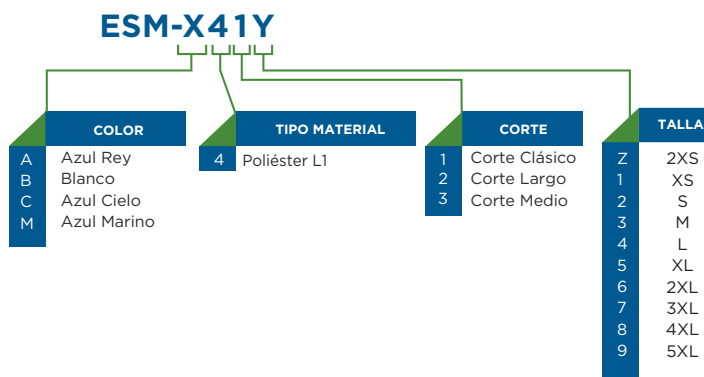 ESM-X41Y
COLOR
A Azul Rey
B Blanco
C Azul Cielo
M Azul Marino
TIPO MATERIAL
4 Poliéster L1
CORTE
1 Corte Clásico
2 Corte Largo
3 Corte Medio
TALLA
Z 2XS
1 XS
2 S
3 M
4 L
5 XL
6 2XL
7 3XL
8 4XL
9 5XL